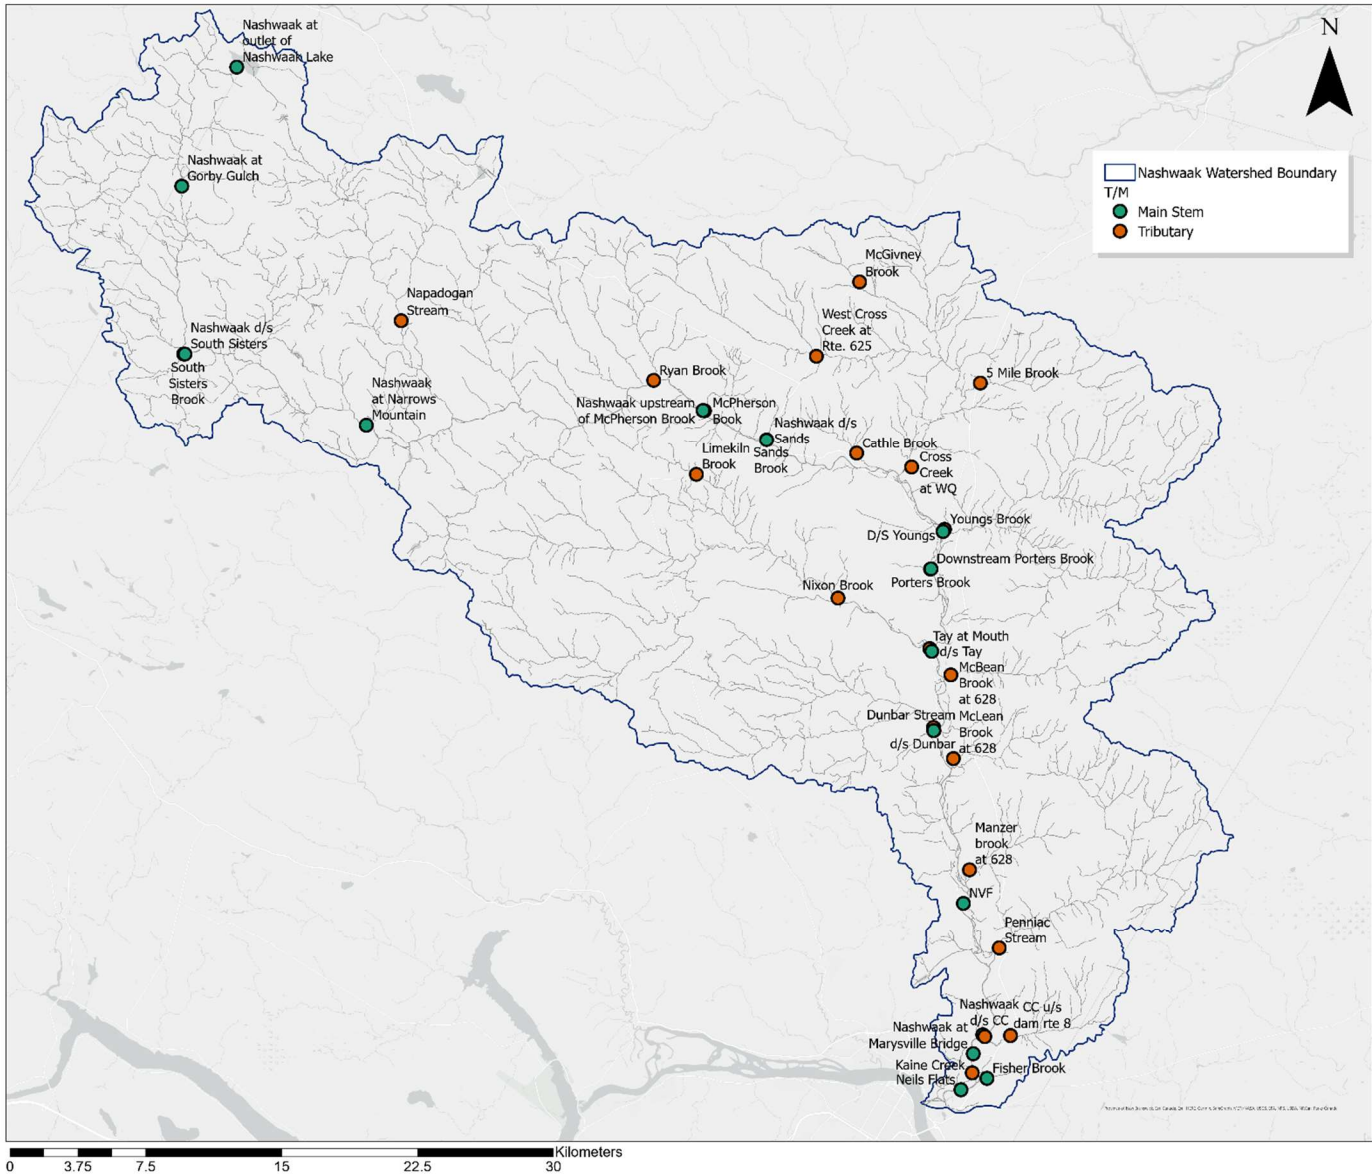 Nashwaak at
outlet of
Nashwaak Lake
N
Nashwaak at
Gorby Gulch
Nashwaak Watershed Boundary
T/M
Main Stem
Tributary
McGivney
Brook
Napadogan
Stream
West Cross
Creek at
Rte. 625
Nashwaak d/s
South Sisters
South
Sisters
Brook
Nashwaak
at Narrows
Mountain
Ryan Brook
5 Mile Brook
Nashwaak upstream
of McPherson Brook
McPherson
Book
Nashwaak d/s
Sands
Sands
Brook
Limekiln
Brook
Cathle Brook
Cross
Creek
at WQ
Youngs Brook
D/S Youngs
Downstream Porters Brook
Porters Brook
Nixon Brook
Tay at Mouth
d/s Tay
McBean
Brook
at 628
Dunbar Stream
d/s Dunbar
McLean
Brook
at 628
Manzer
brook
at 628
NVF
Penniac
Stream
Nashwaak
d/s CC
CC u/s
dam rte 8
Nashwaak at
Marysville Bridge
Kaine Creek
Neils Flats
Fisher Brook
Kilometers
0 3.75 7.5 15 22.5 30